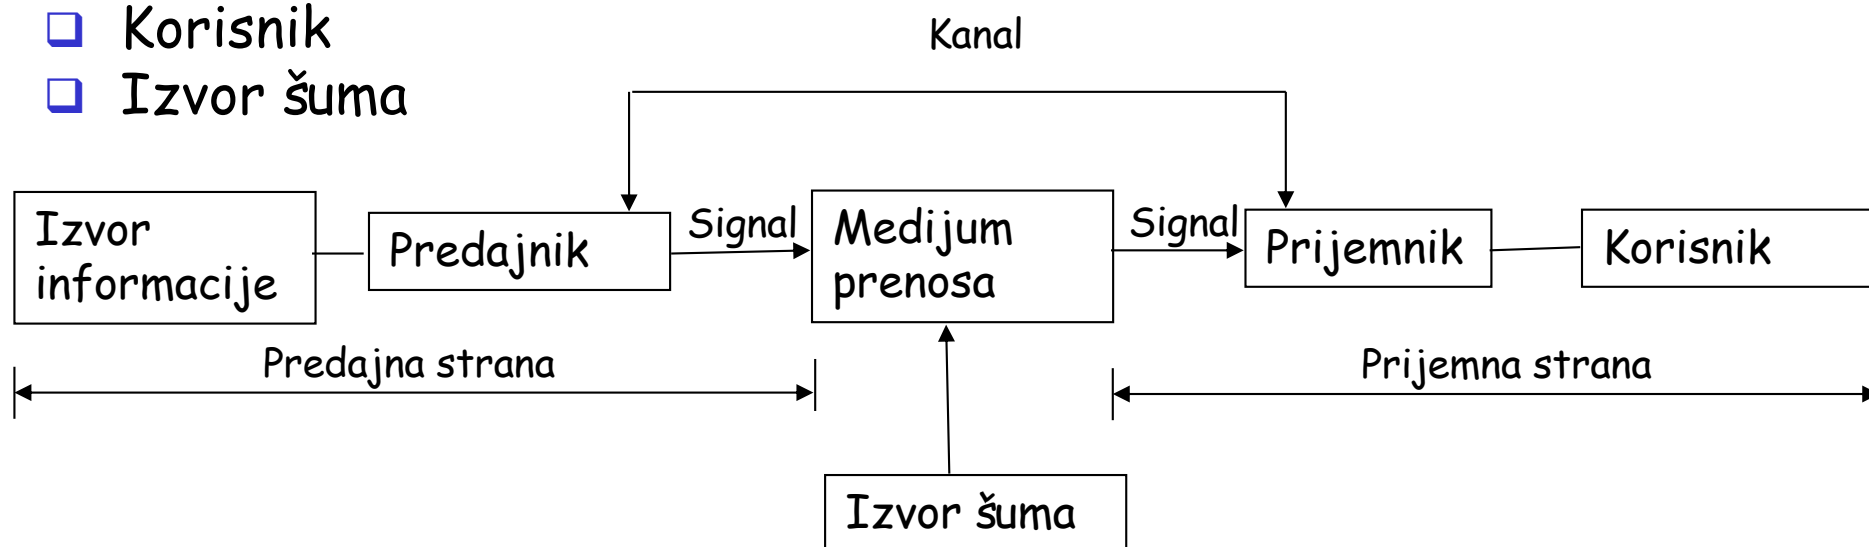 Korisnik
Izvor šuma
Kanal
Izvor
informacije
Predajnik
Signal
Medijum
prenosa
Signal
Prijemnik
Korisnik
Predajna strana
Prijemna strana
Izvor šuma